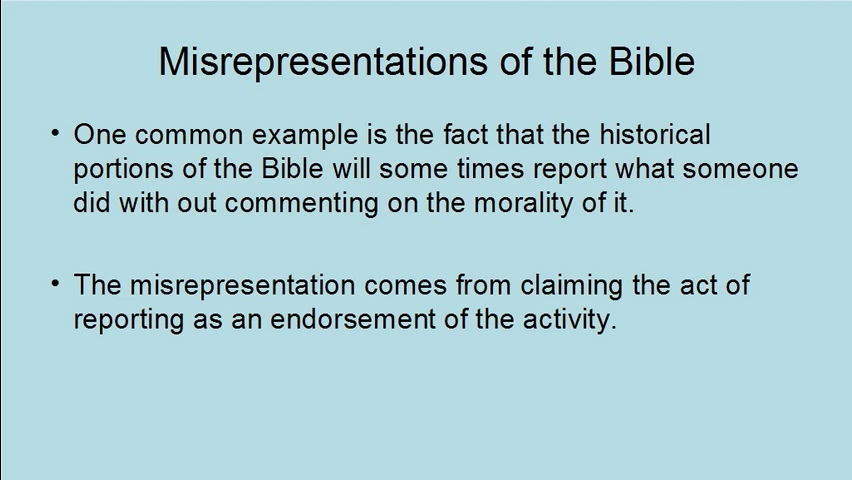 Misrepresentations of the Bible
• One common example is the fact that the historical
portions of the Bible will some times report what someone
did with out commenting on the morality of it.
• The misrepresentation comes from claiming the act of
reporting as an endorsement of the activity.